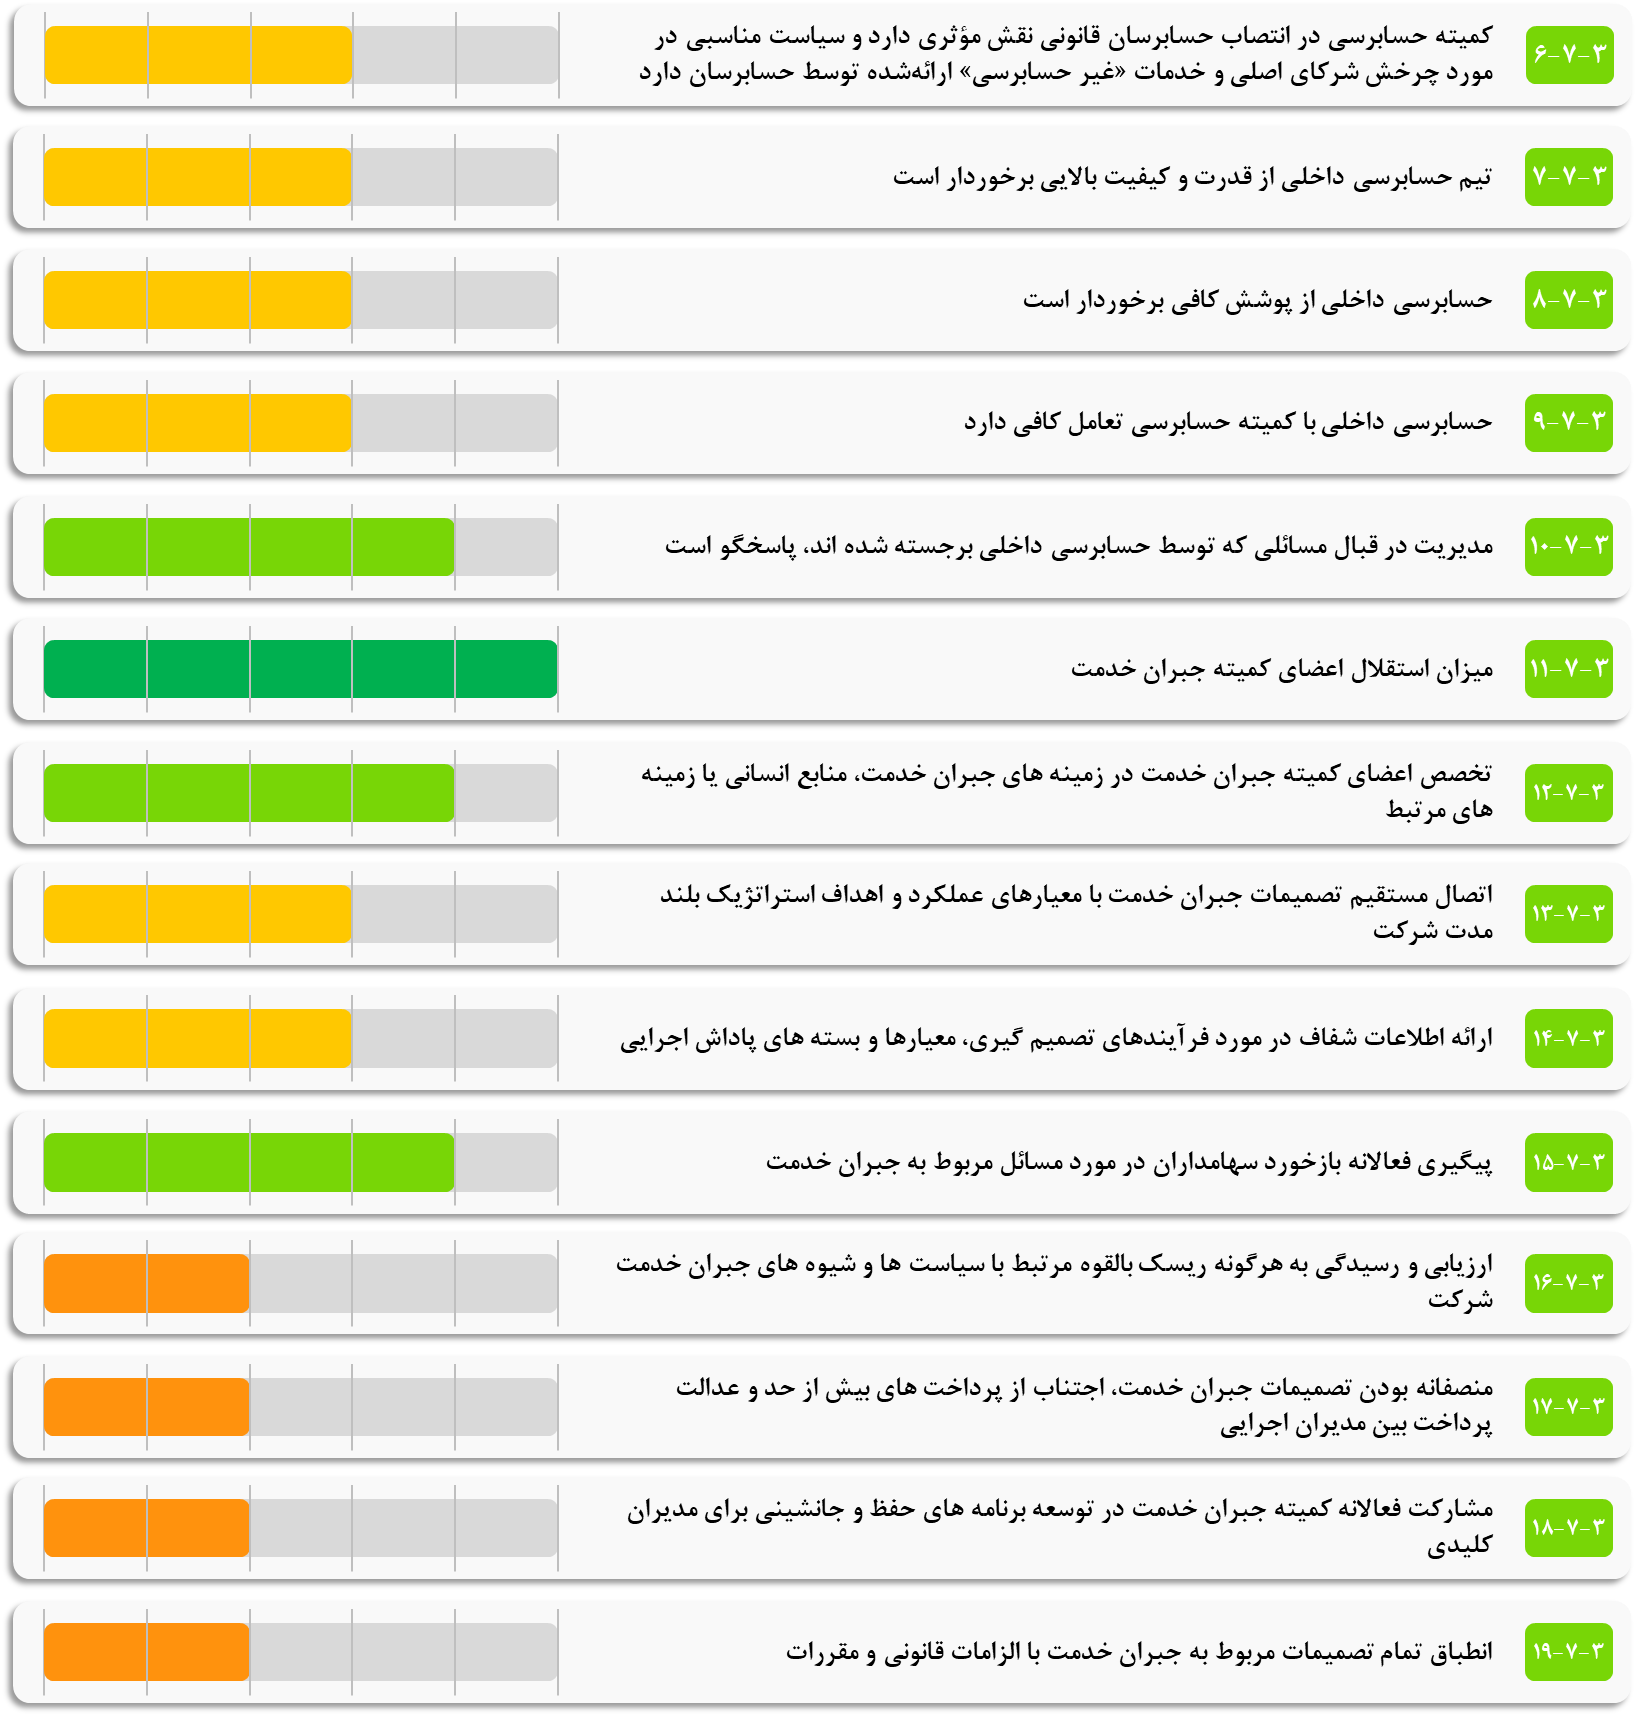 ۳-۷-۶
کمیته حسابرسی در انتصاب حسابرسان قانونی نقش مؤثری دارد و سیاست مناسبی در
مورد چرخش شرکای اصلی و خدمات «غیر حسابرسی» ارائه‌شده توسط حسابرسان دارد
۳-۷-۷
تیم حسابرسی داخلی از قدرت و کیفیت بالایی برخوردار است
۳-۷-۸
حسابرسی داخلی از پوشش کافی برخوردار است
۳-۷-۹
حسابرسی داخلی با کمیته حسابرسی تعامل کافی دارد
۳-۷-۱۰
مدیریت در قبال مسائلی که توسط حسابرسی داخلی برجسته شده اند، پاسخگو است
۳-۷-۱۱
میزان استقلال اعضای کمیته جبران خدمت
۳-۷-۱۲
تخصص اعضای کمیته جبران خدمت در زمینه های جبران خدمت، منابع انسانی یا زمینه
های مرتبط
۳-۷-۱۳
اتصال مستقیم تصمیمات جبران خدمت با معیارهای عملکرد و اهداف استراتژیک بلند
مدت شرکت
۳-۷-۱۴
ارائه اطلاعات شفاف در مورد فرآیندهای تصمیم گیری، معیارها و بسته های پاداش اجرایی
۳-۷-۱۵
پیگیری فعالانه بازخورد سهامداران در مورد مسائل مربوط به جبران خدمت
۳-۷-۱۶
ارزیابی و رسیدگی به هرگونه ریسک بالقوه مرتبط با سیاست ها و شیوه های جبران خدمت
شرکت
۳-۷-۱۷
منصفانه بودن تصمیمات جبران خدمت، اجتناب از پرداخت های بیش از حد و عدالت
پرداخت بین مدیران اجرایی
۳-۷-۱۸
مشارکت فعالانه کمیته جبران خدمت در توسعه برنامه های حفظ و جانشینی برای مدیران
کلیدی
۳-۷-۱۹
انطباق تمام تصمیمات مربوط به جبران خدمت با الزامات قانونی و مقررات